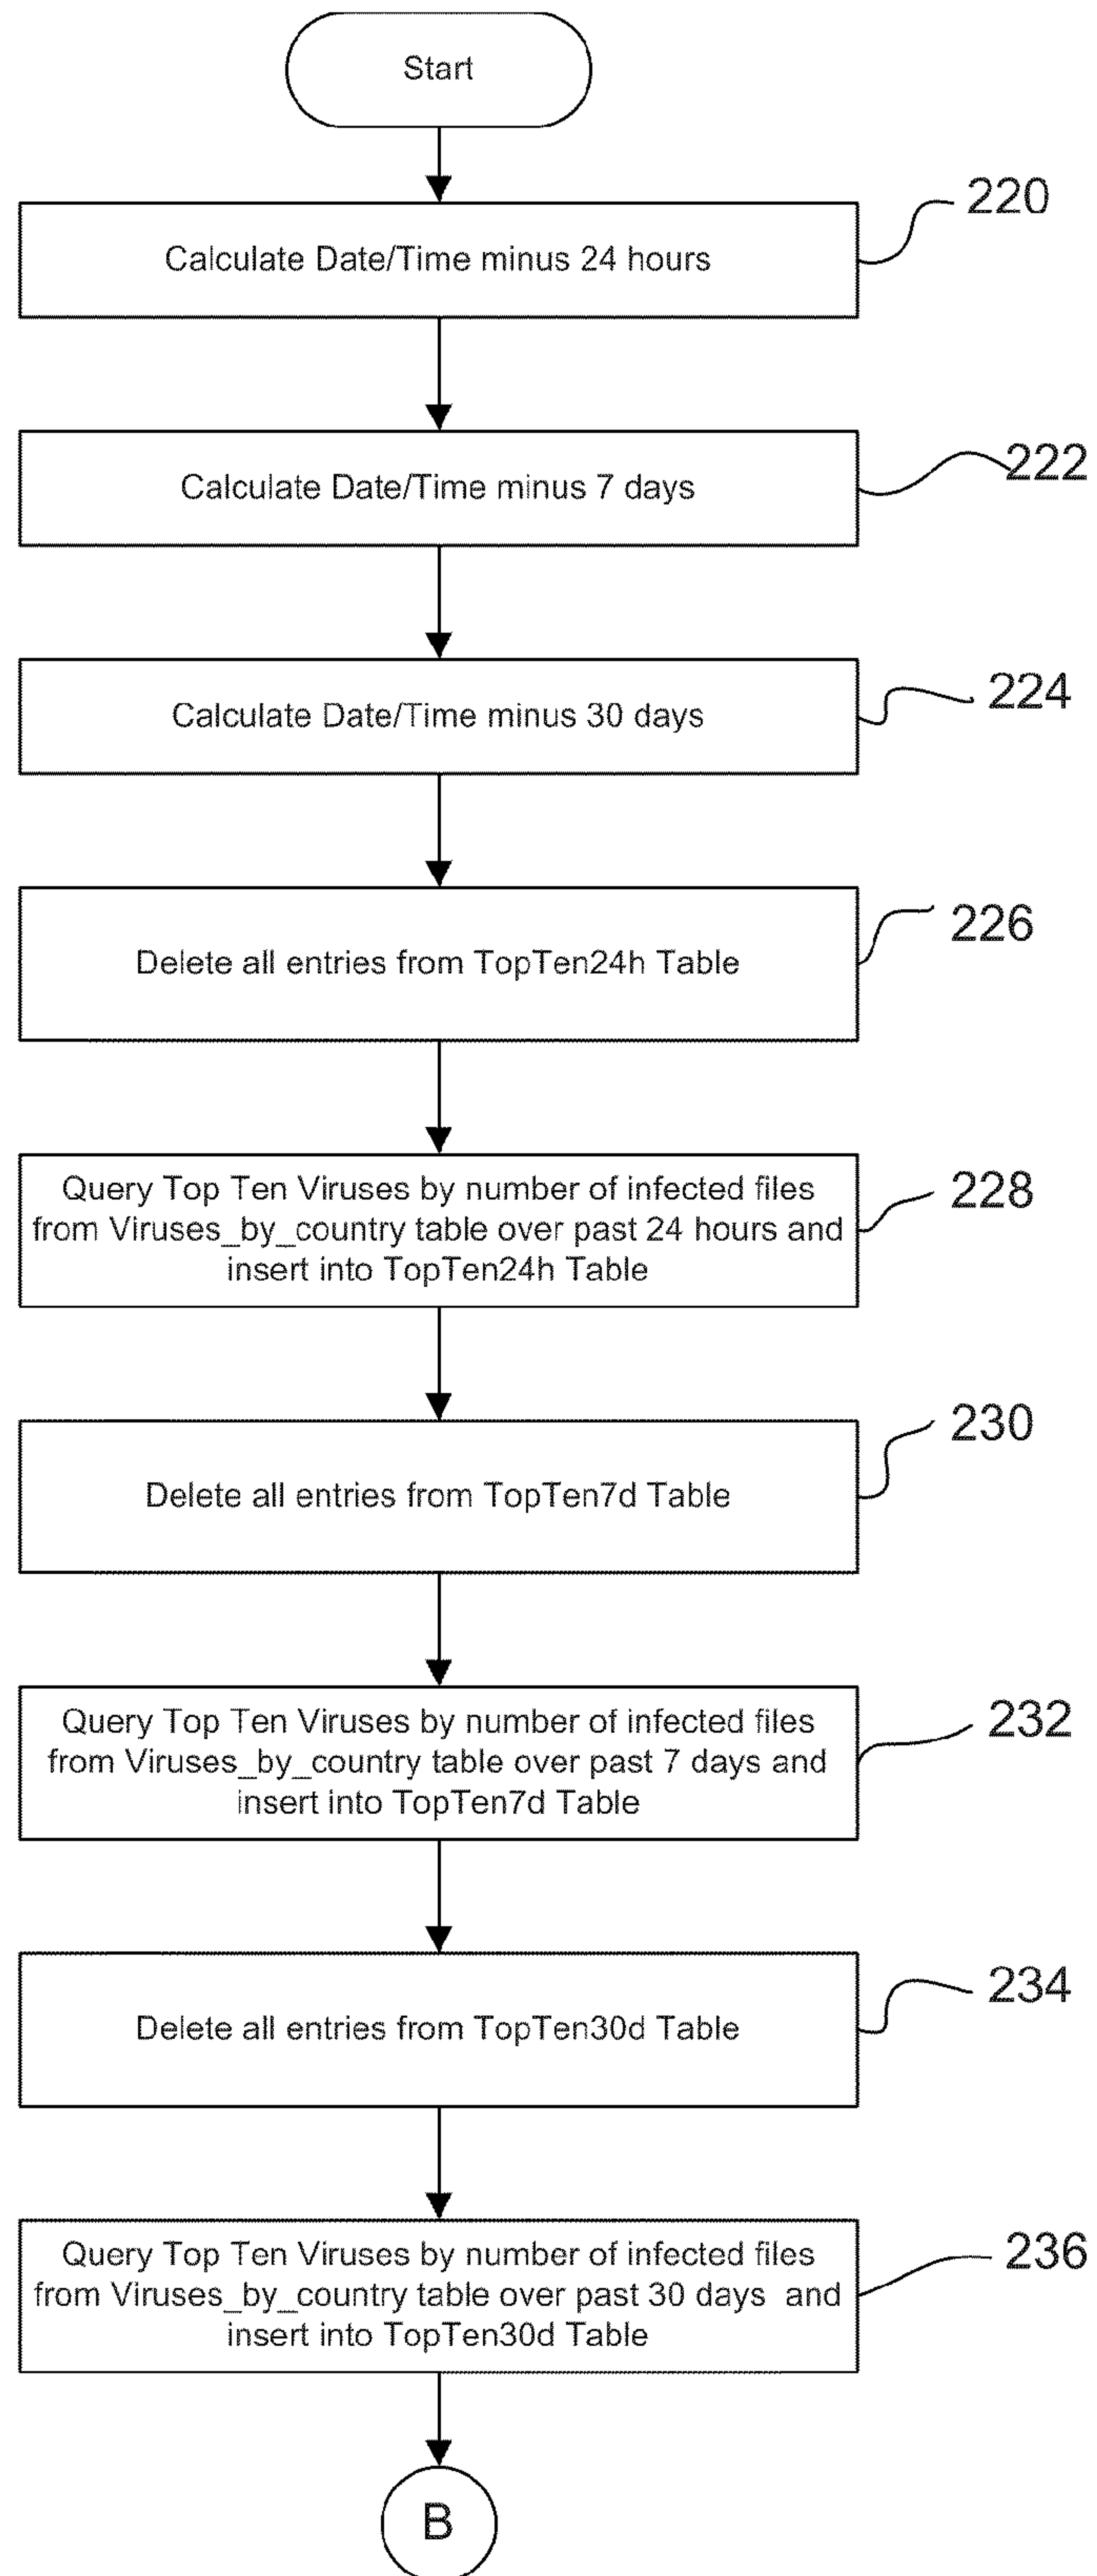 Start
Calculate Date/Time minus 24 hours
220
Calculate Date/Time minus 7 days
222
Calculate Date/Time minus 30 days
224
Delete all entries from TopTen24h Table
226
Query Top Ten Viruses by number of infected files
from Viruses_by_country table over past 24 hours and
insert into TopTen24h Table
228
Delete all entries from TopTen7d Table
230
Query Top Ten Viruses by number of infected files
from Viruses_by_country table over past 7 days and
insert into TopTen7d Table
232
Delete all entries from TopTen30d Table
234
Query Top Ten Viruses by number of infected files
from Viruses_by_country table over past 30 days  and
insert into TopTen30d Table
236
B